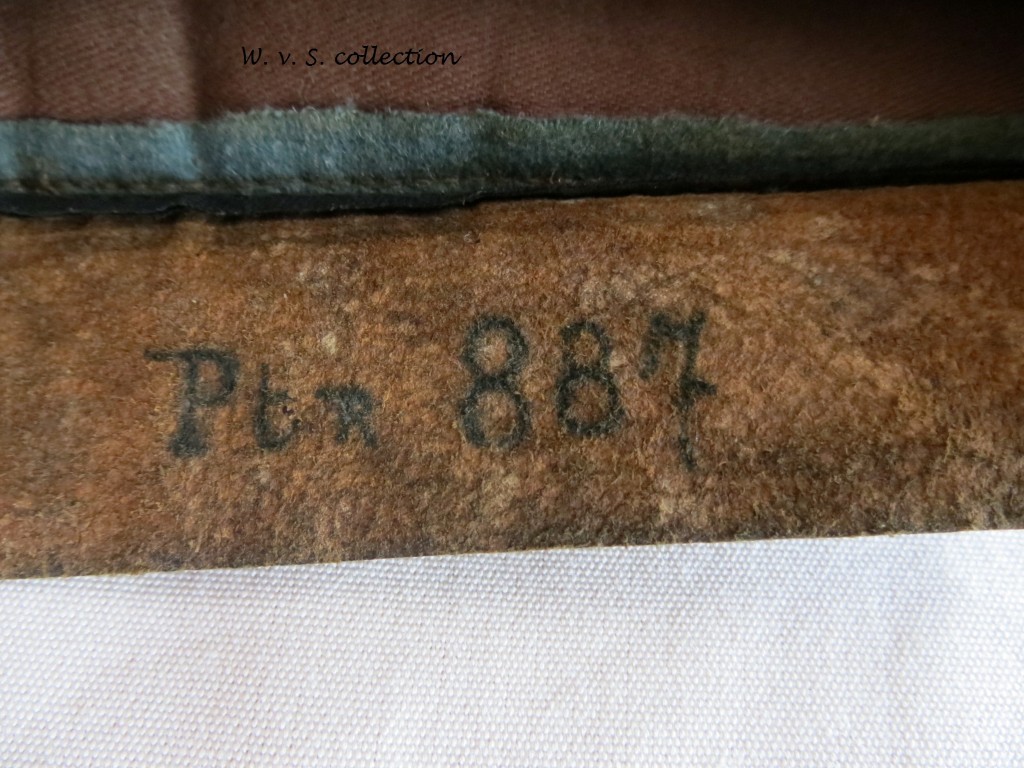 W. v. S. collection
Ptr 887